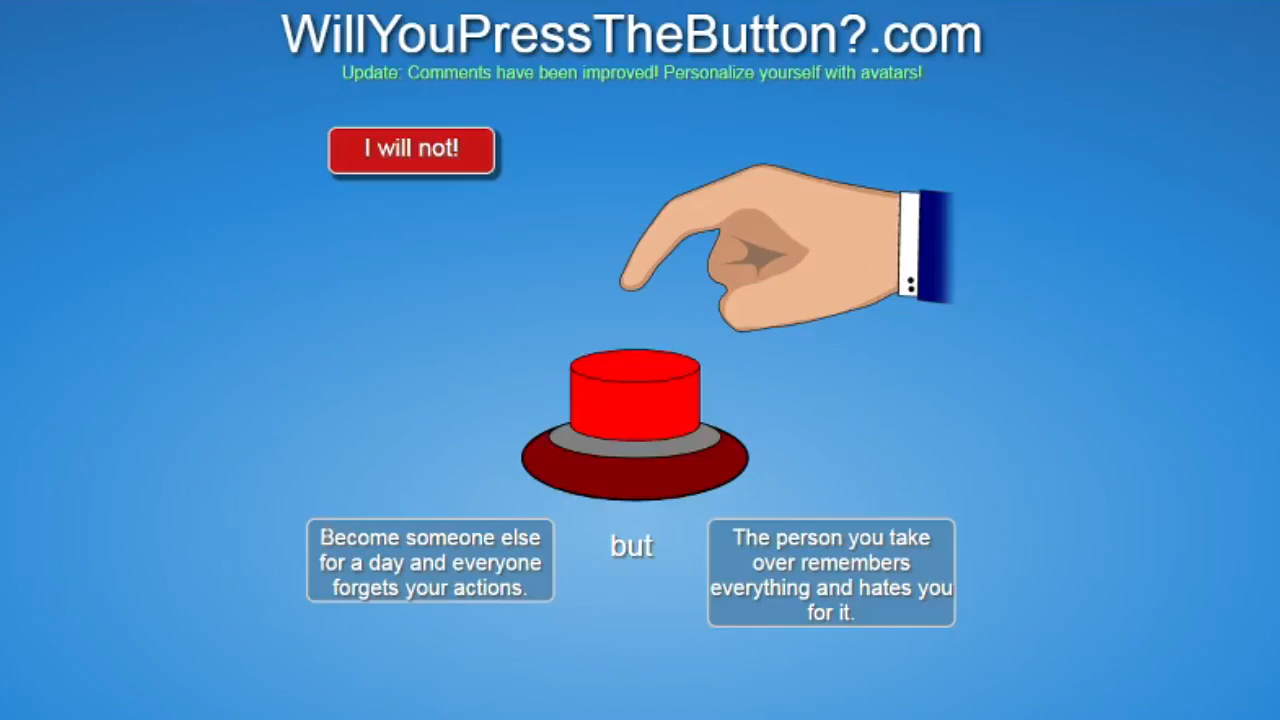 WillYouPressTheButton?.com
Update: Comments have been improved! Personalize yourself with avatars!
I will not!
Become someone else
for a day and everyone
forgets your actions.
but
The person you take
over remembers
everything and hates you
for it.